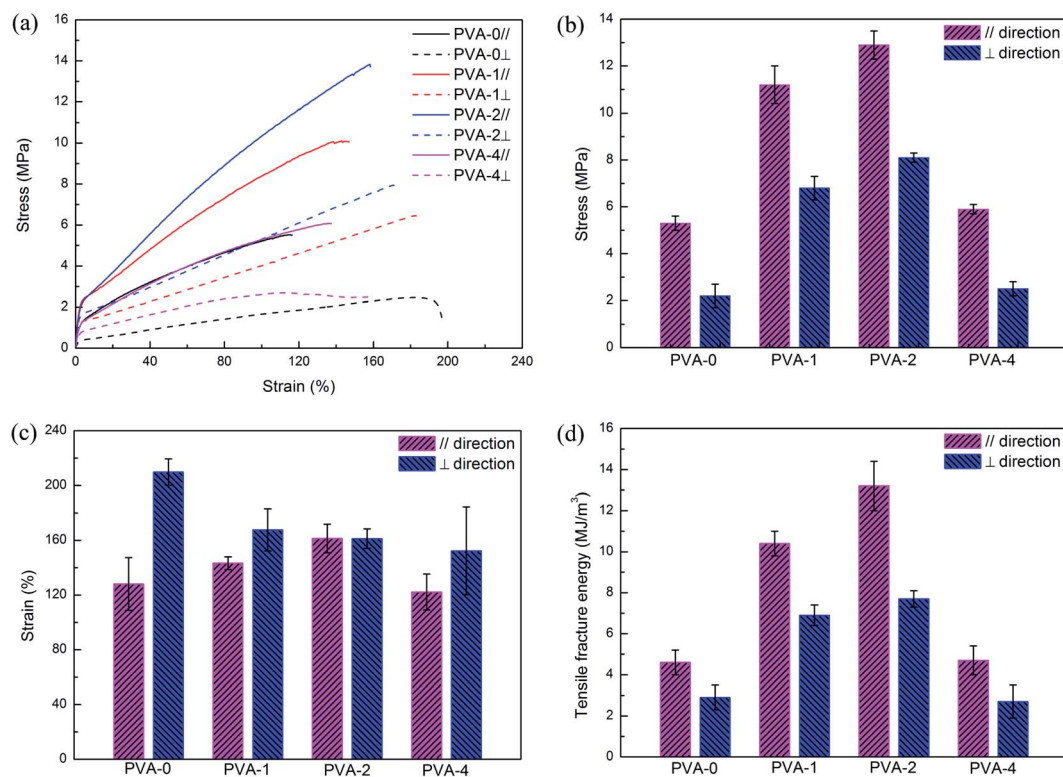 (a)
16
14
12
10
8
6
4
2
0
Stress (MPa)
0 40 80 120 160 200 240
Strain (%)
PVA-0//
PVA-0⊥
PVA-1//
PVA-1⊥
PVA-2//
PVA-2⊥
PVA-4//
PVA-4⊥
(b)
14
12
10
8
6
4
2
0
Stress (MPa)
// direction
⊥ direction
PVA-0 PVA-1 PVA-2 PVA-4
(c)
240
200
160
120
80
40
0
Strain (%)
// direction
⊥ direction
PVA-0 PVA-1 PVA-2 PVA-4
(d)
16
14
12
10
8
6
4
2
0
Tensile fracture energy (MJ/m³)
// direction
⊥ direction
PVA-0 PVA-1 PVA-2 PVA-4